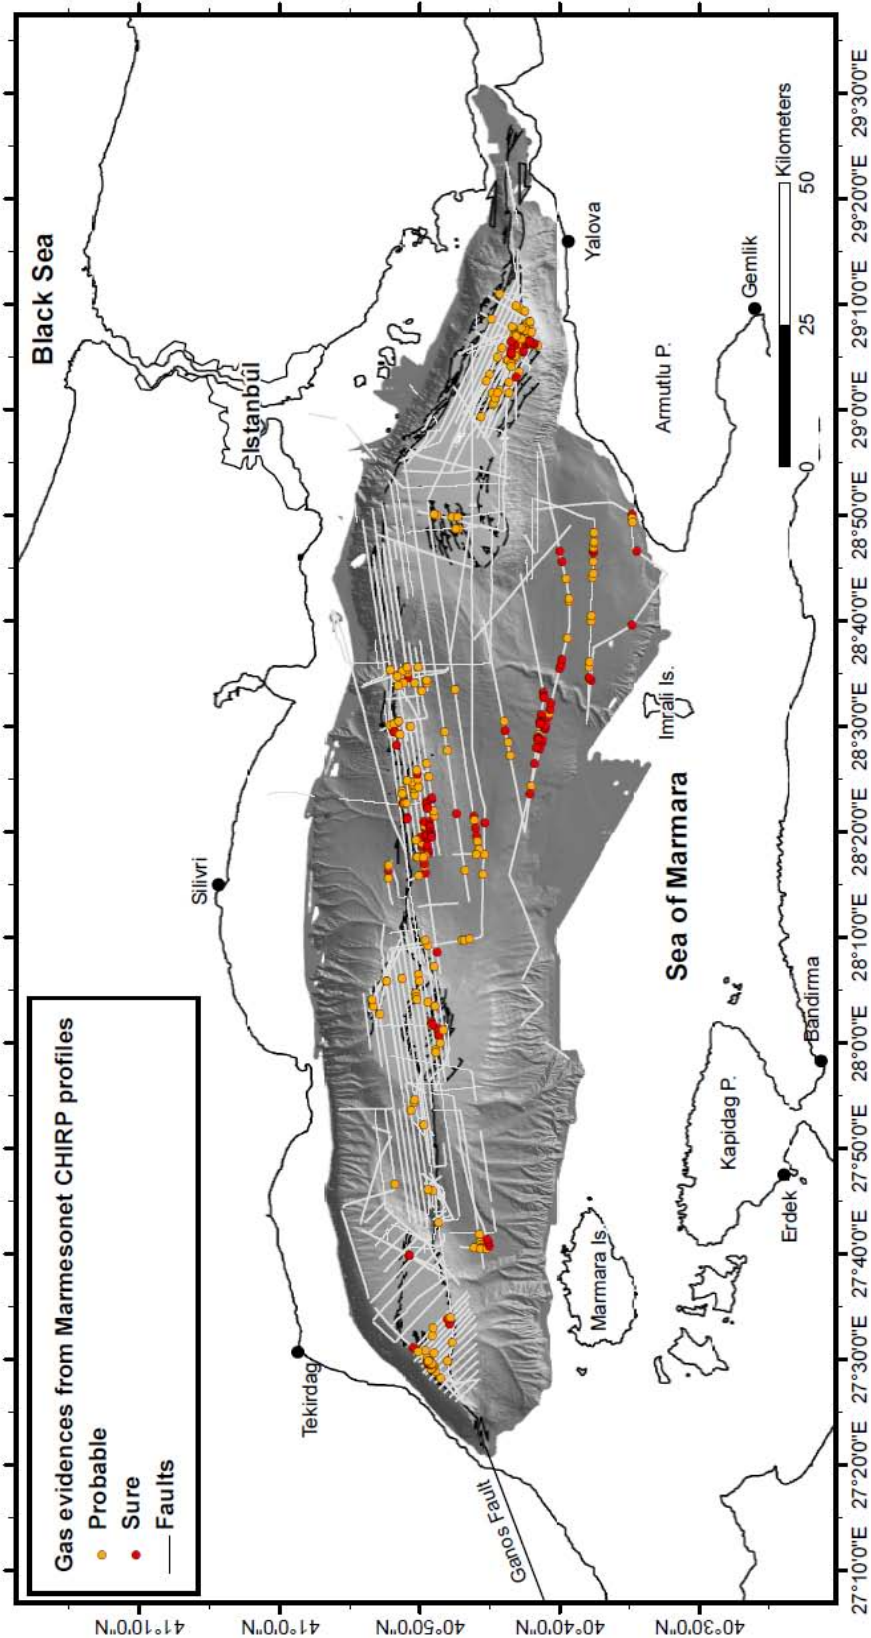 Gas evidences from Marmesonet CHIRP profiles
Probable
Sure
Faults
Black Sea
Istanbul
Silivri
Tekirdag
Ganos Fault
Yalova
Gemlik
Armutlu P.
Imrali Is.
Sea of Marmara
Marmara Is.
Kapidag P.
Erdek
Bandirma
0 25 50 Kilometers
41°10'0"N
41°0'0"N
40°50'0"N
40°40'0"N
40°30'0"N
27°10'0"E 27°20'0"E 27°30'0"E 27°40'0"E 27°50'0"E 28°0'0"E 28°10'0"E 28°20'0"E 28°30'0"E 28°40'0"E 28°50'0"E 29°0'0"E 29°10'0"E 29°20'0"E 29°30'0"E